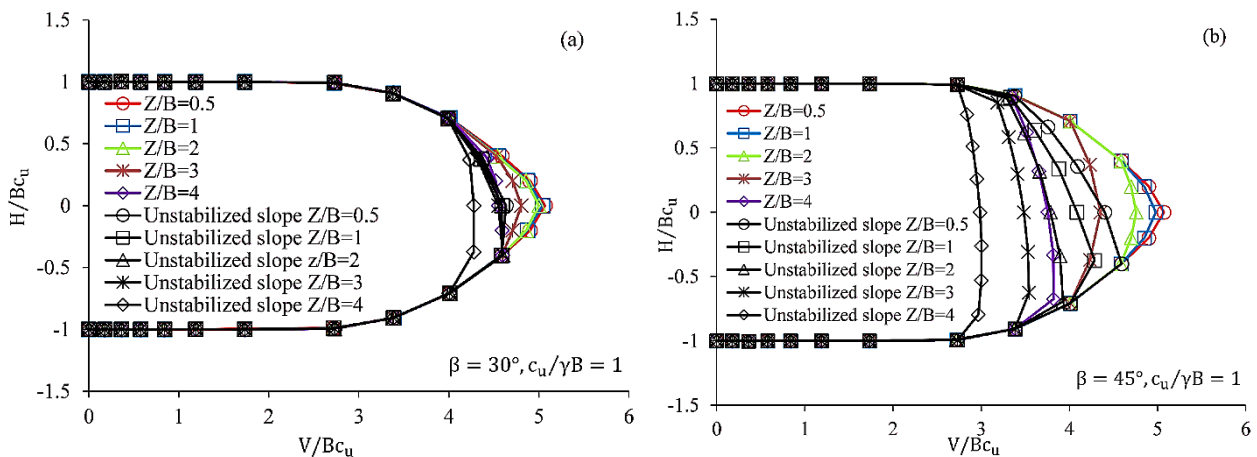 (a)
H/Bcᵤ
1.5
1
0.5
0
-0.5
-1
-1.5
Z/B=0.5
Z/B=1
Z/B=2
Z/B=3
Z/B=4
Unstabilized slope Z/B=0.5
Unstabilized slope Z/B=1
Unstabilized slope z/B=2
Unstabilized slope Z/B=3
Unstabilized slope Z/B=4
β = 30°, cᵤ/γB = 1
0 1 2 3 4 5 6
V/Bcᵤ
(b)
H/Bcᵤ
1.5
1
0.5
0
-0.5
-1
-1.5
Z/B=0.5
Z/B=1
Z/B=2
Z/B=3
Z/B=4
Unstabilized slope Z/B=0.5
Unstabilized slope Z/B=1
Unstabilized slope Z/B=2
Unstabilized slope Z/B=3
Unstabilized slope Z/B=4
β = 45°, cᵤ/γB = 1
0 1 2 3 4 5 6
V/Bcᵤ